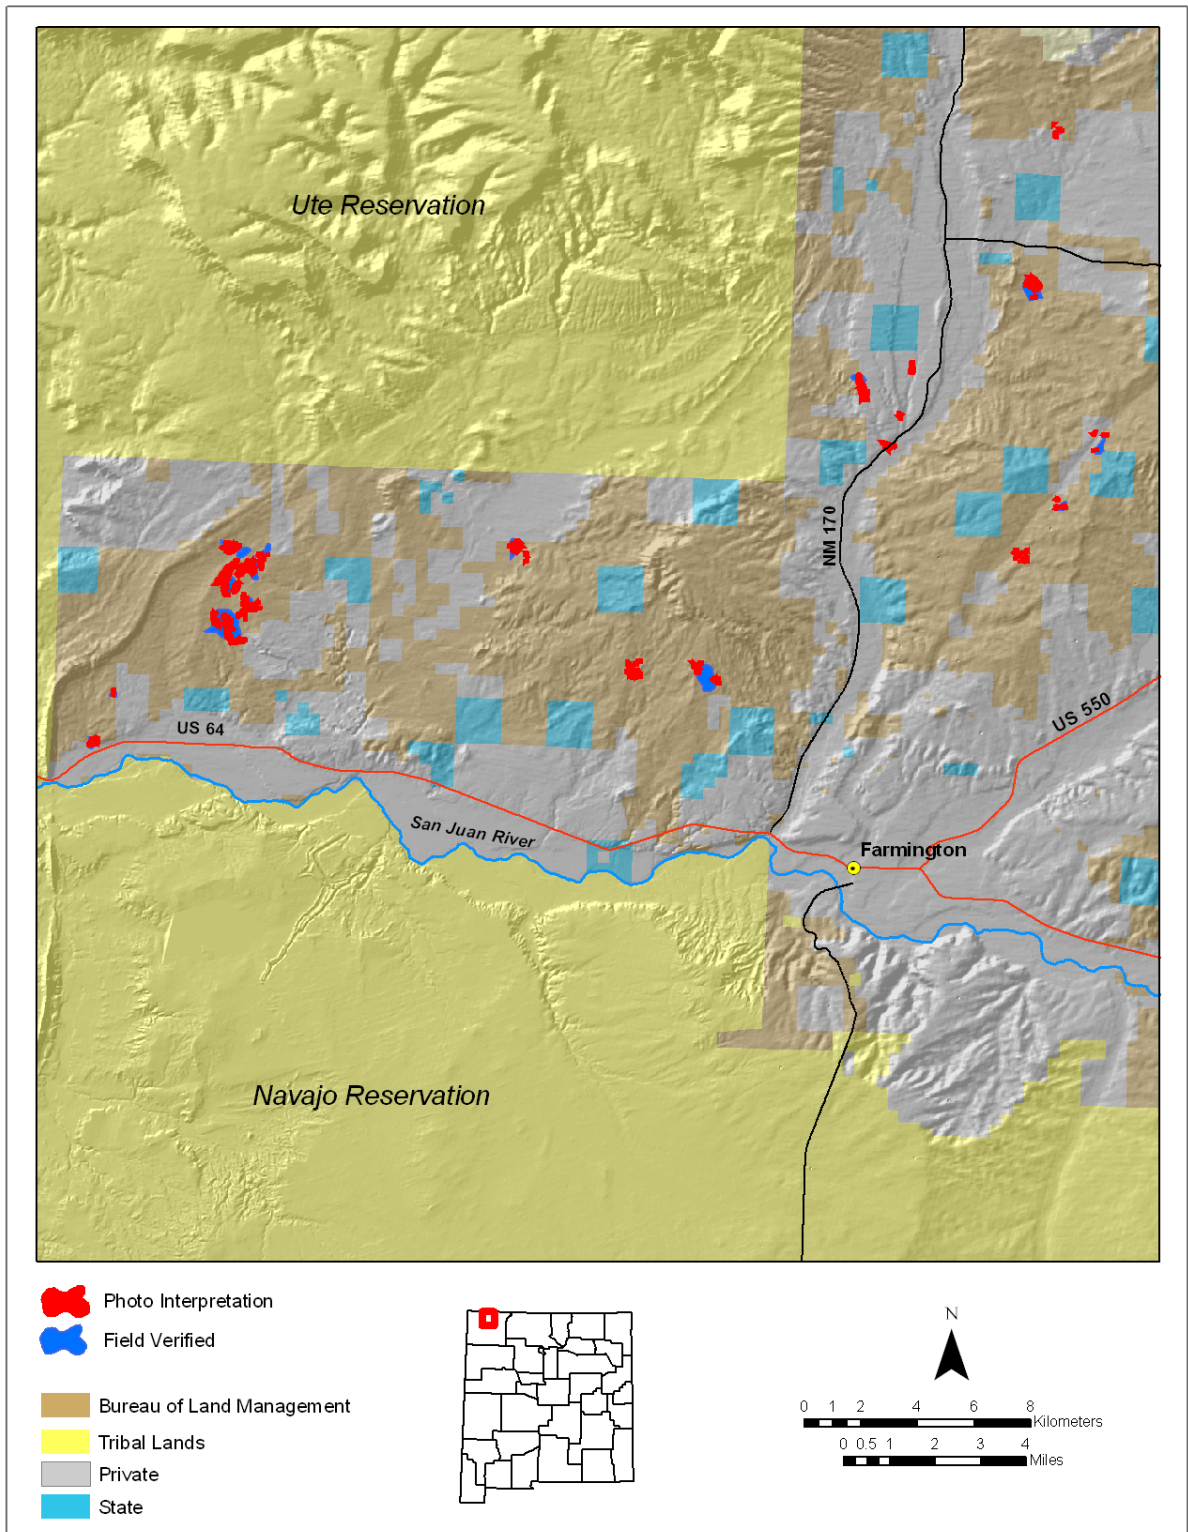 Ute Reservation
NM 170
US 550
US 64
San Juan River
Farmington
Navajo Reservation
Photo Interpretation
Field Verified
Bureau of Land Management
Tribal Lands
Private
State
N
0 1 2 4 6 8
Kilometers
0 0.5 1 2 3 4
Miles